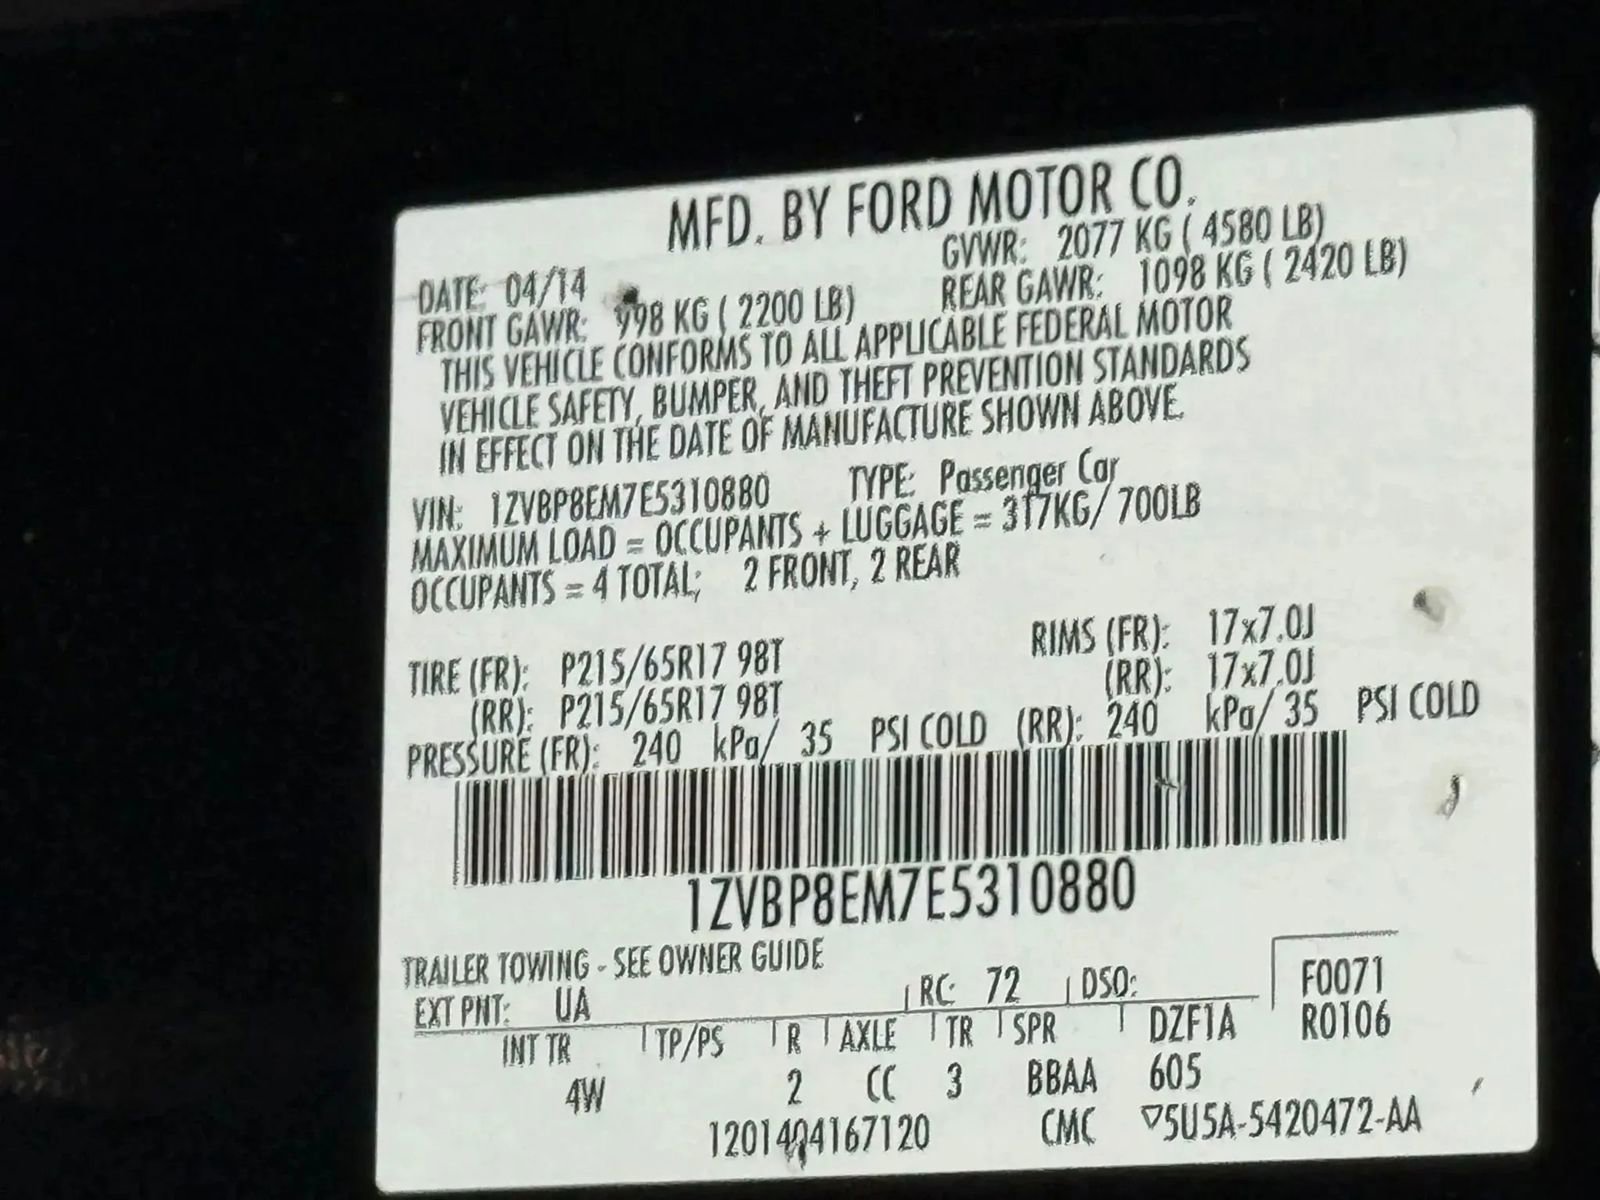 MFD. BY FORD MOTOR CO.
DATE: 04/14 GVWR: 2077 KG ( 4580 LB)
FRONT GAWR: 998 KG ( 2200 LB) REAR GAWR: 1098 KG ( 2420 LB)
THIS VEHICLE CONFORMS TO ALL APPLICABLE FEDERAL MOTOR
VEHICLE SAFETY, BUMPER, AND THEFT PREVENTION STANDARDS
IN EFFECT ON THE DATE OF MANUFACTURE SHOWN ABOVE.
VIN: 1ZVBP8EM7E5310880 TYPE: Passenger Car
MAXIMUM LOAD = OCCUPANTS + LUGGAGE = 317KG/ 700LB
OCCUPANTS = 4 TOTAL; 2 FRONT, 2 REAR
TIRE (FR): P215/65R17 98T RIMS (FR): 17x7.0J
(RR): P215/65R17 98T (RR): 17x7.0J
PRESSURE (FR): 240 kPa/ 35 PSI COLD (RR): 240 kPa/ 35 PSI COLD
1ZVBP8EM7E5310880
TRAILER TOWING - SEE OWNER GUIDE
EXT PNT: UA RC: 72 DSO: F0071
INT TR TP/PS R AXLE TR SPR DZF1A R0106
4W 2 CC 3 BBAA 605
1201404167120 CMC ▽5U5A-5420472-AA